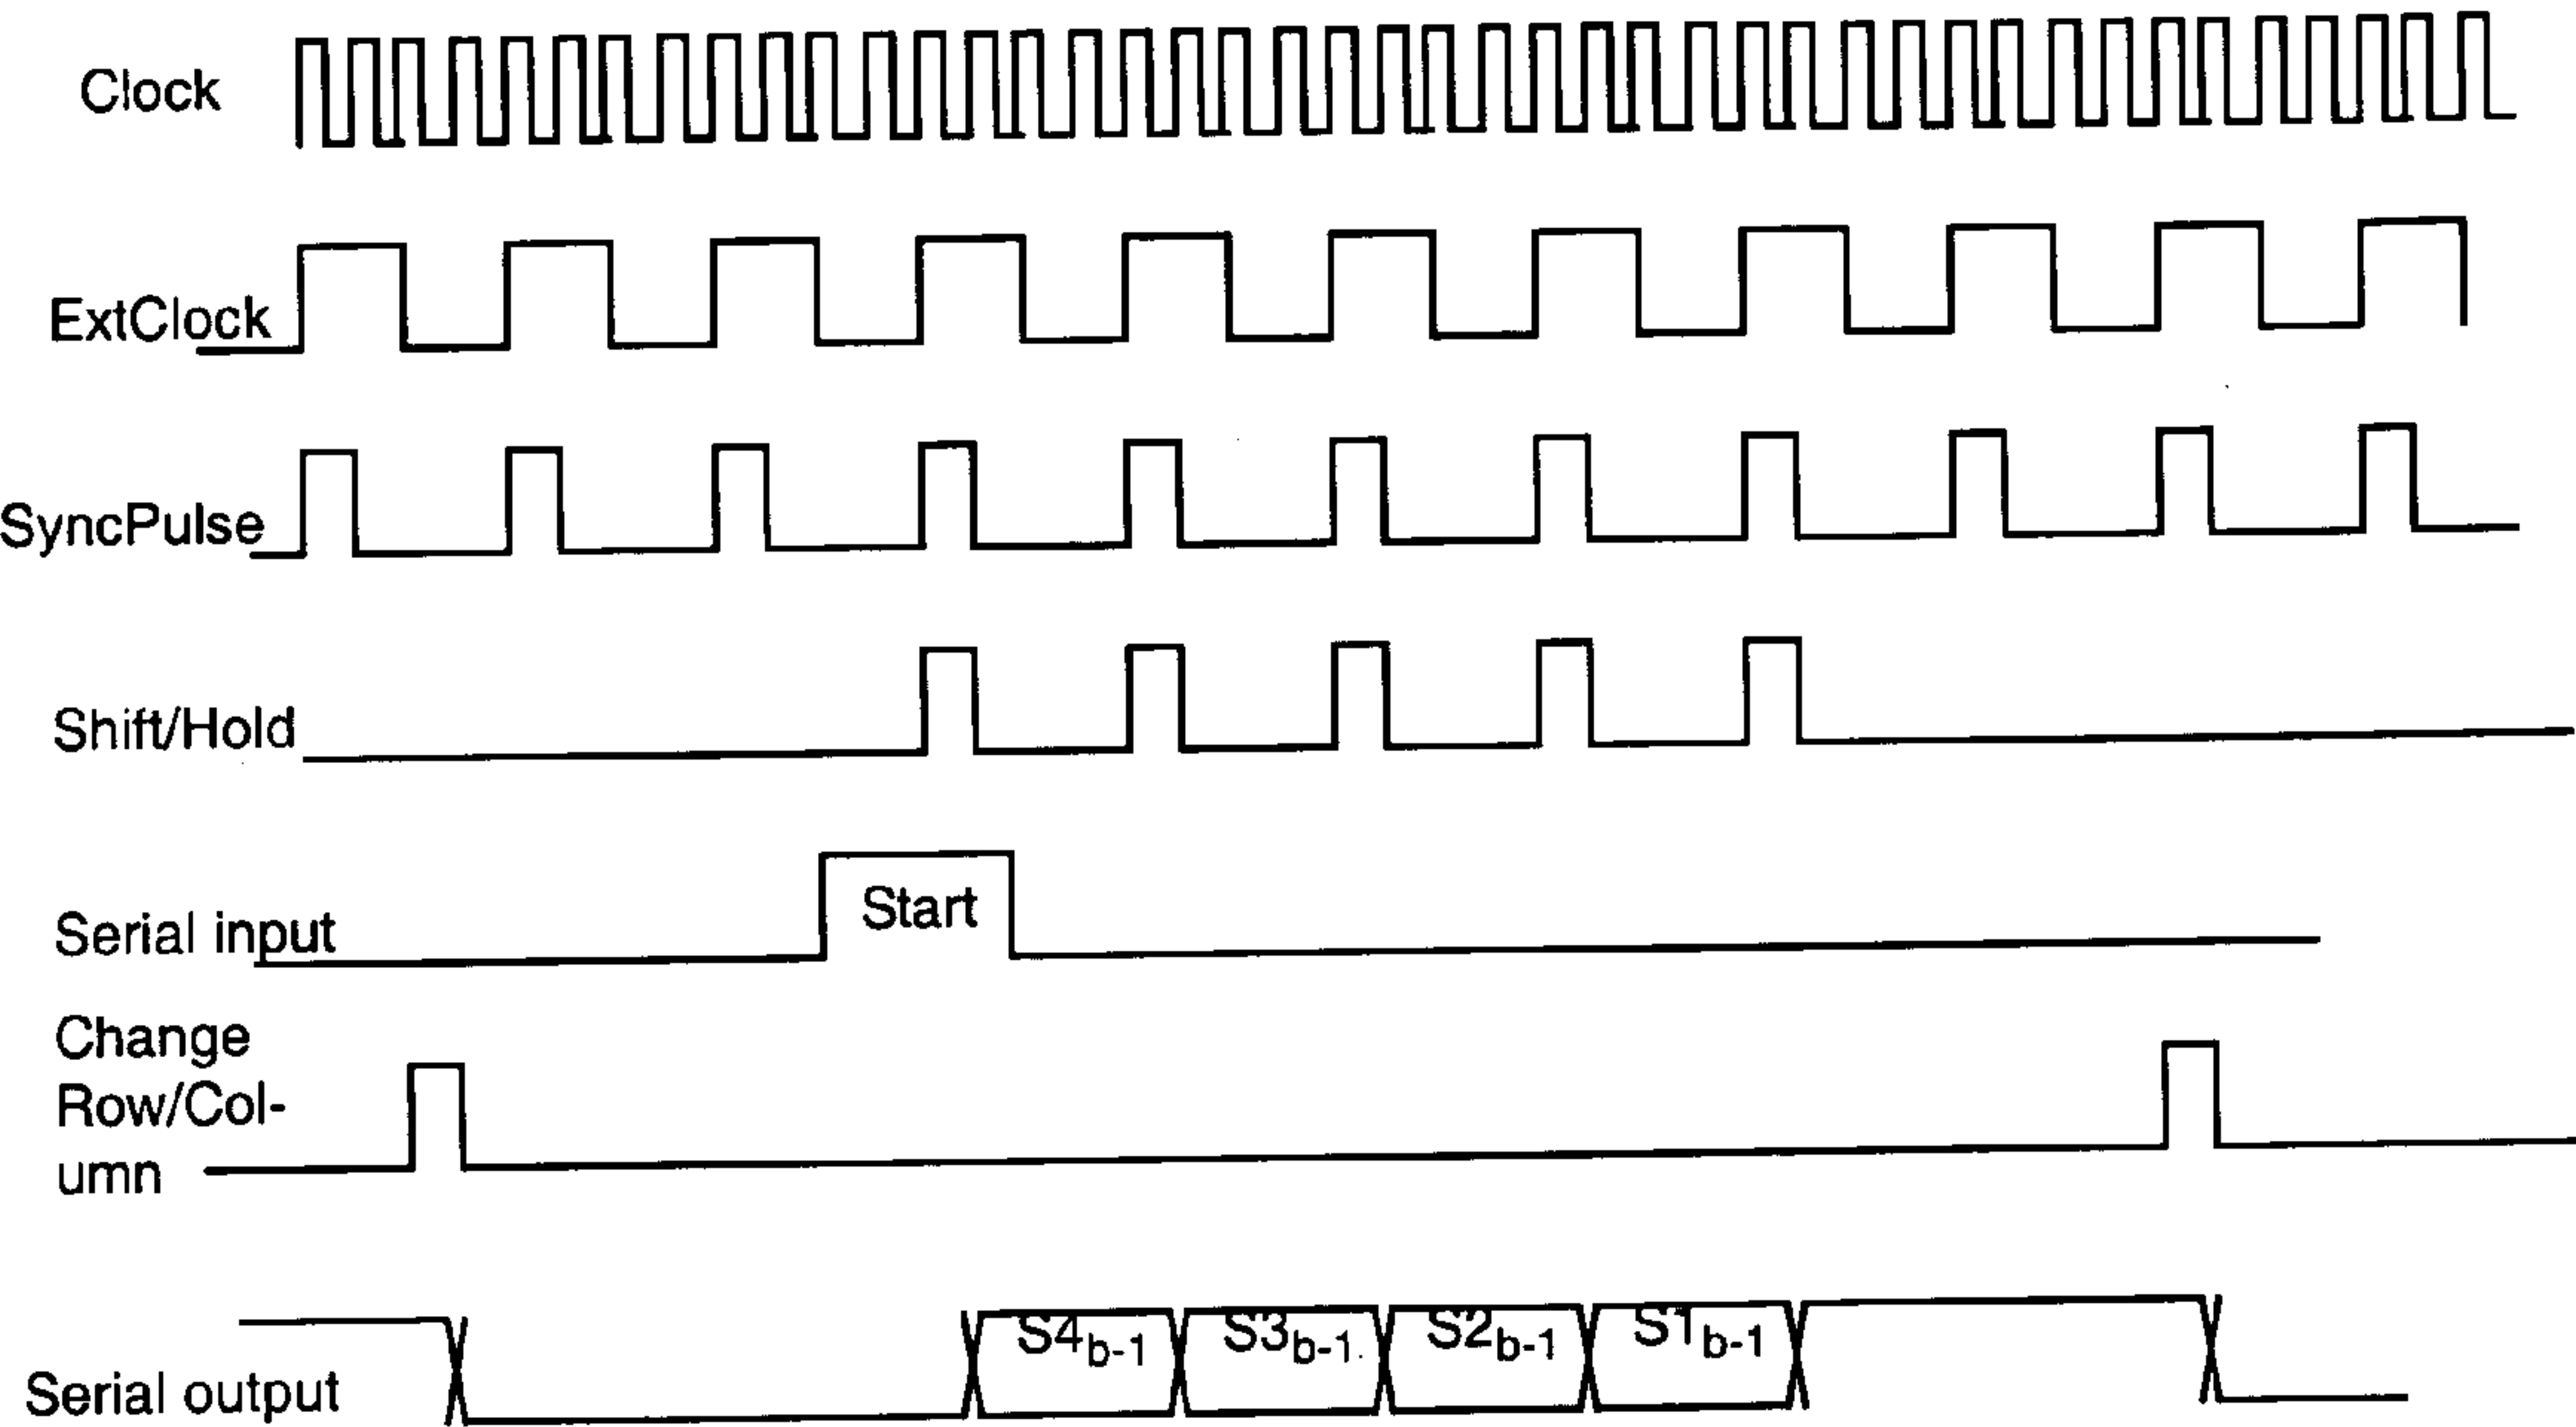 Clock
ExtClock
SyncPulse
Shift/Hold
Start
Serial input
Change
Row/Col-
umn
S4b-1 S3b-1. S2b-1 S1b-1
Serial output